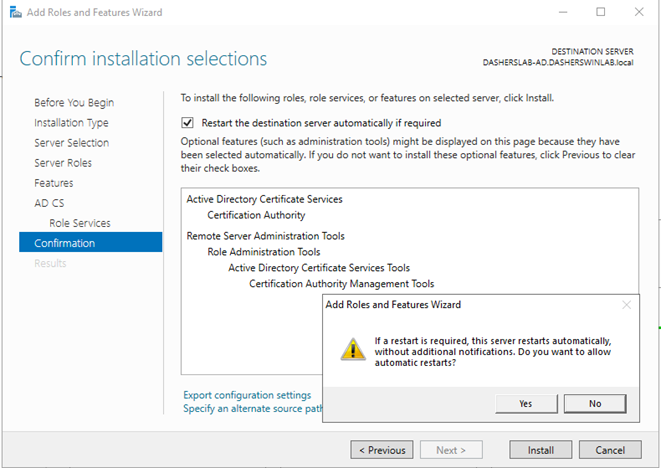 Add Roles and Features Wizard
Confirm installation selections
DESTINATION SERVER
DASHERSLAB-AD.DASHERSWINLAB.local
Before You Begin
Installation Type
Server Selection
Server Roles
Features
AD CS
Role Services
Confirmation
Results
To install the following roles, role services, or features on selected server, click Install.
Restart the destination server automatically if required
Optional features (such as administration tools) might be displayed on this page because they have
been selected automatically. If you do not want to install these optional features, click Previous to clear
their check boxes.
Active Directory Certificate Services
Certification Authority
Remote Server Administration Tools
Role Administration Tools
Active Directory Certificate Services Tools
Certification Authority Management Tools
Add Roles and Features Wizard
If a restart is required, this server restarts automatically,
without additional notifications. Do you want to allow
automatic restarts?
Yes
No
Export configuration settings
Specify an alternate source path
< Previous
Next >
Install
Cancel